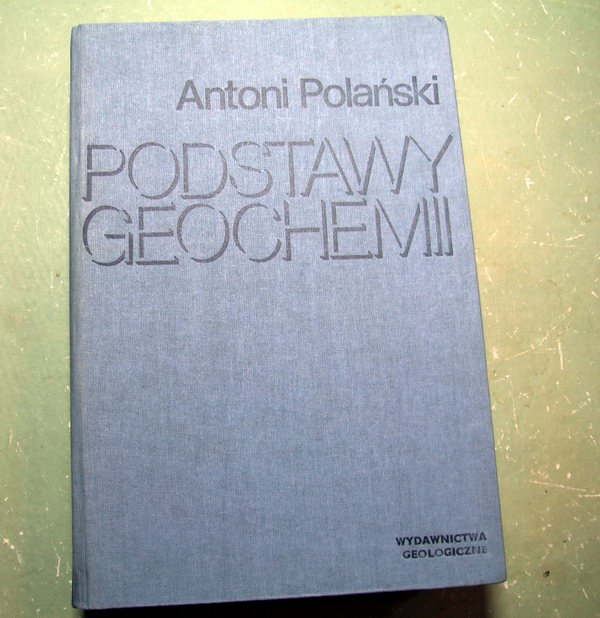 Antoni Polański
PODSTAWY
GEOCHEMII
WYDAWNICTWA
GEOLOGICZNE